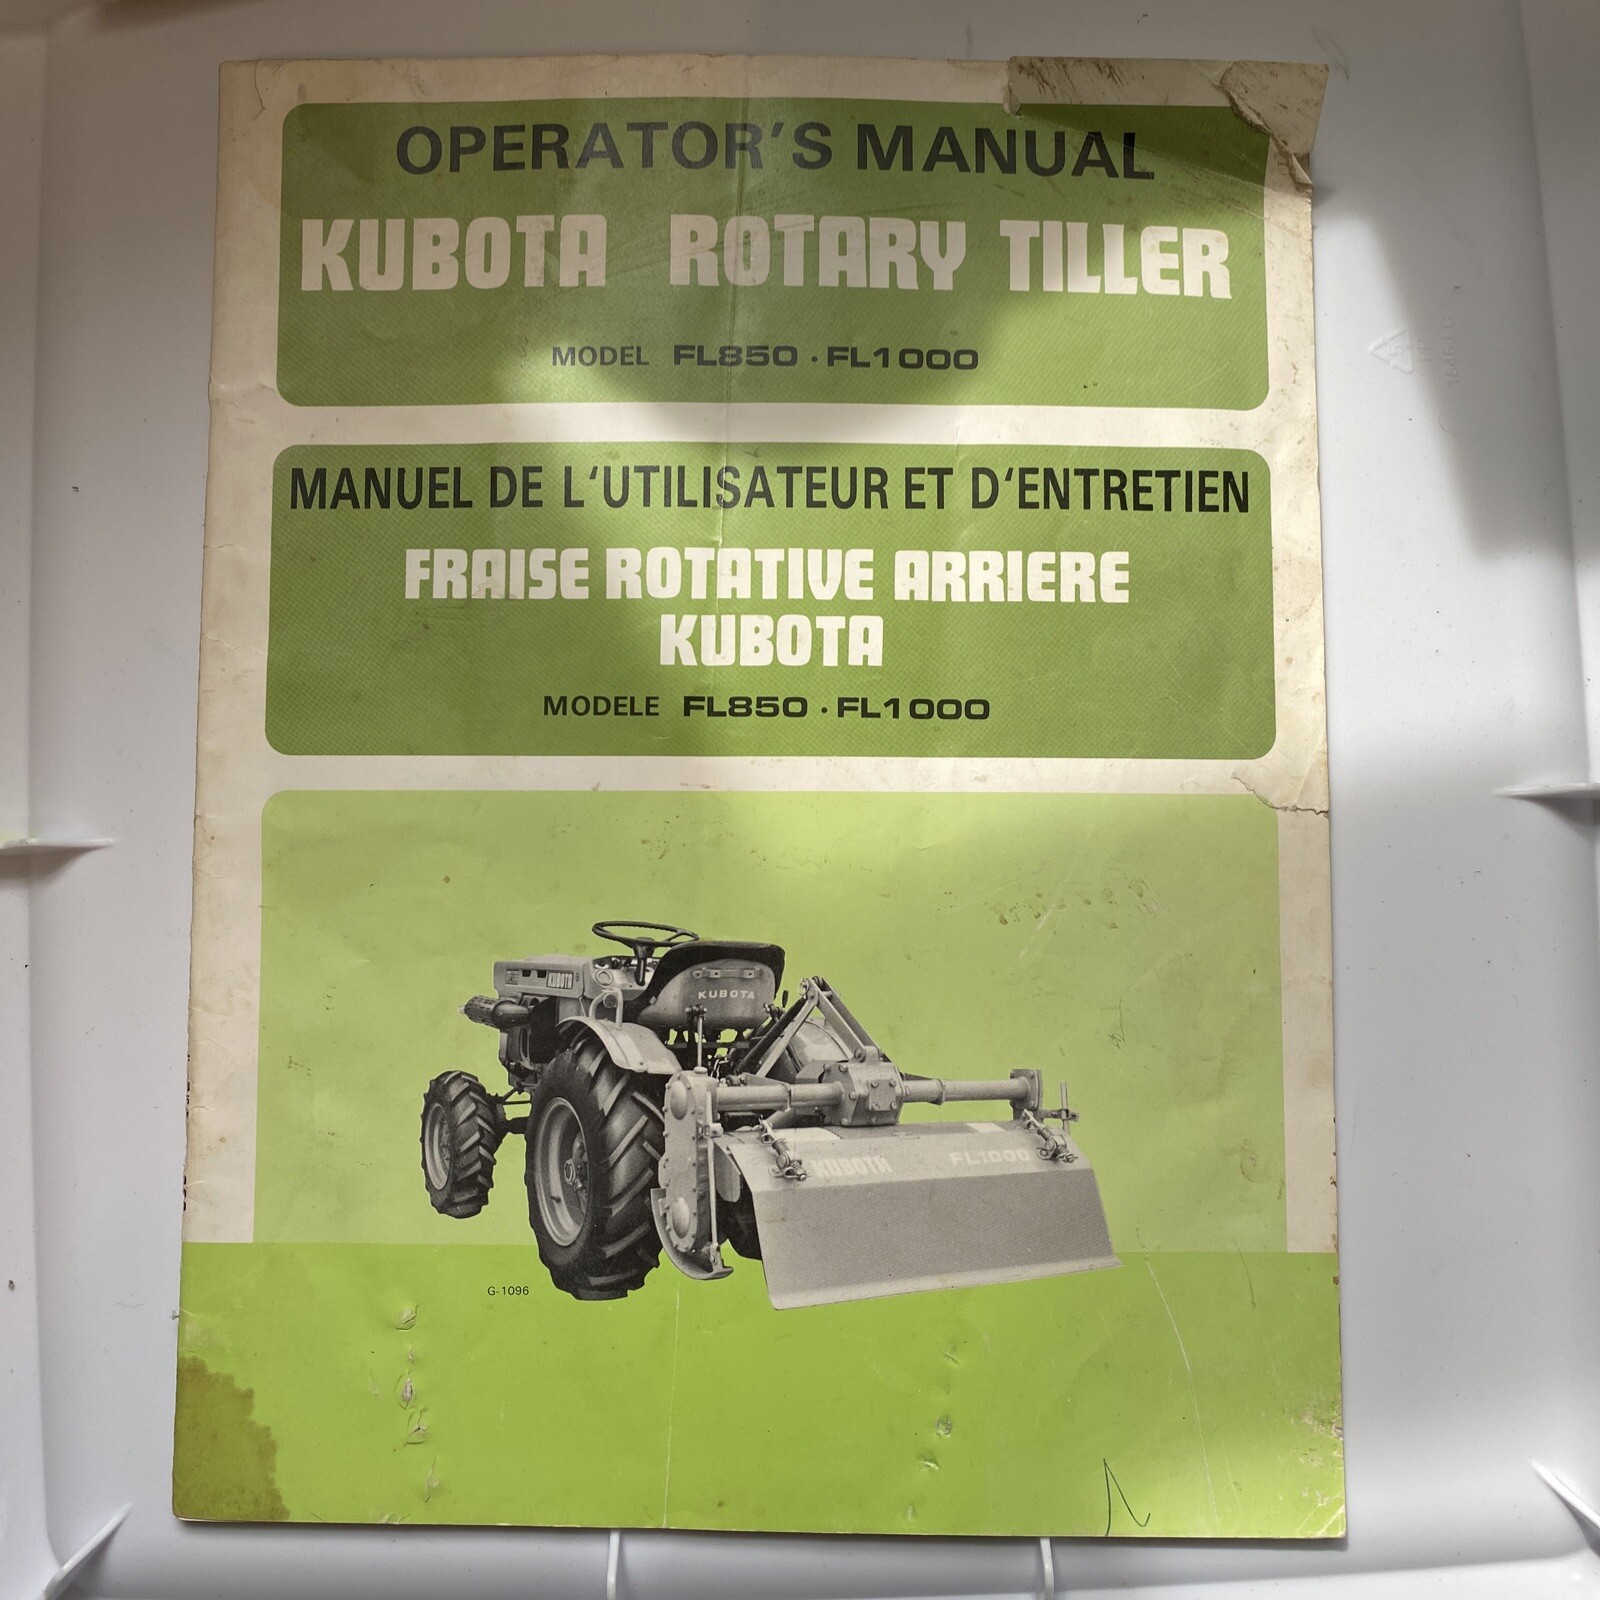 OPERATOR'S MANUAL
KUBOTA ROTARY TILLER
MODEL FL850 · FL1000
MANUEL DE L'UTILISATEUR ET D'ENTRETIEN
FRAISE ROTATIVE ARRIERE
KUBOTA
MODELE FL850 · FL1000
KUBOTA
KUBOTA
KUBOTA FL1000
G-1096